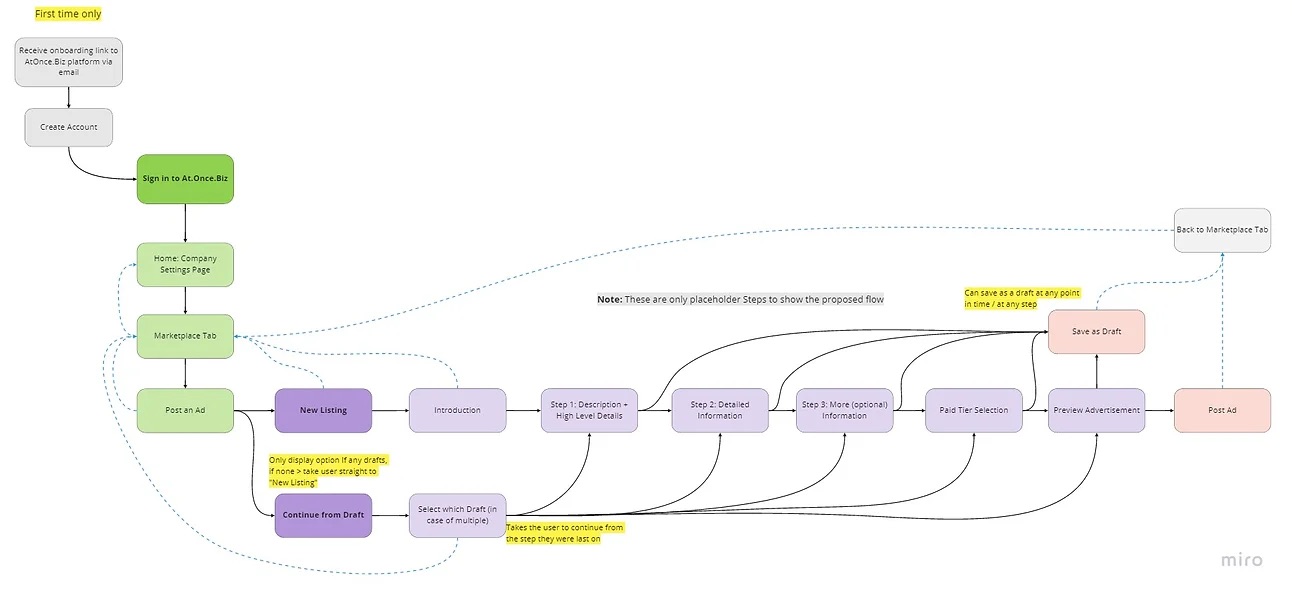 First time only
Receive onboarding link to
AtOnce.Biz platform via
email
Create Account
Sign in to At.Once.Biz
Home: Company
Settings Page
Marketplace Tab
Post an Ad
New Listing
Introduction
Step 1: Description +
High Level Details
Step 2: Detailed
Information
Step 3: More (optional)
Information
Paid Tier Selection
Preview Advertisement
Post Ad
Save as Draft
Can save as a draft at any point
in time / at any step
Back to Marketplace Tab
Note: These are only placeholder Steps to show the proposed flow
Only display option If any drafts,
if none > take user straight to
"New Listing"
Continue from Draft
Select which Draft (in
case of multiple)
Takes the user to continue from
the step they were last on
miro